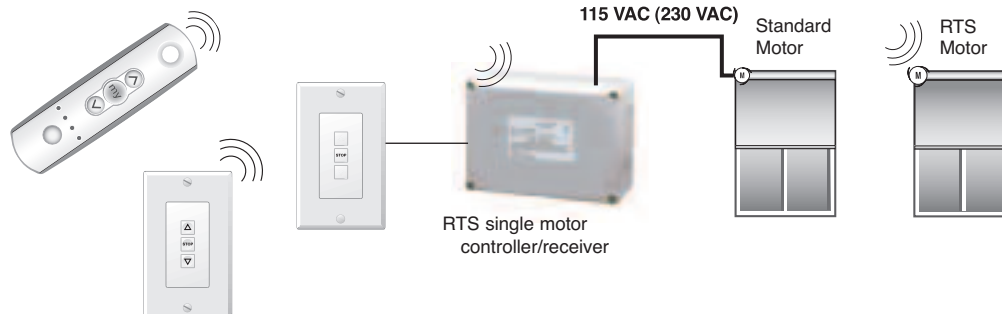 115 VAC (230 VAC)
Standard
Motor
RTS
Motor
M
M
my
STOP
STOP
RTS single motor
controller/receiver